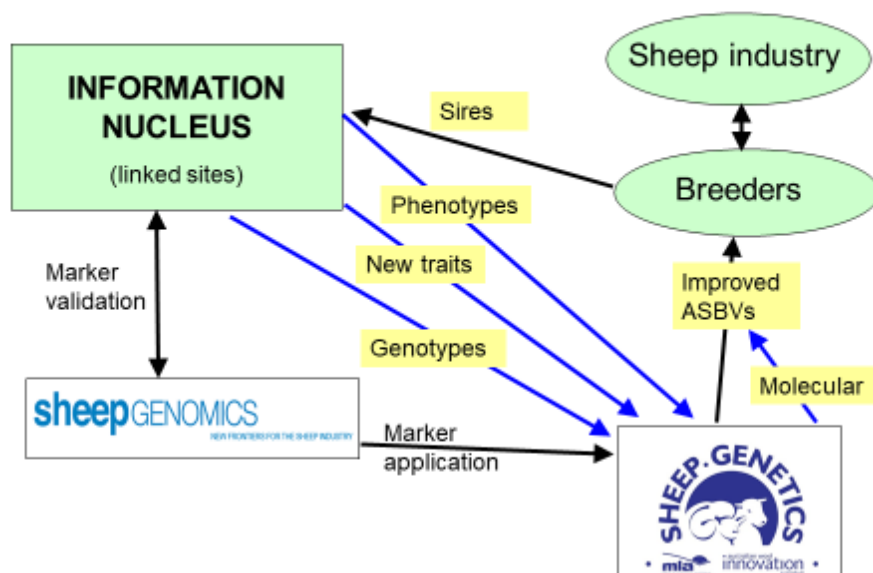 INFORMATION
NUCLEUS
(linked sites)
Sheep industry
Sires
Breeders
Phenotypes
New traits
Genotypes
Marker
validation
Improved
ASBVs
Molecular
sheepGENOMICS
NEW FRONTIERS FOR THE SHEEP INDUSTRY
Marker
application
SHEEP.GENETICS
mla
innovation